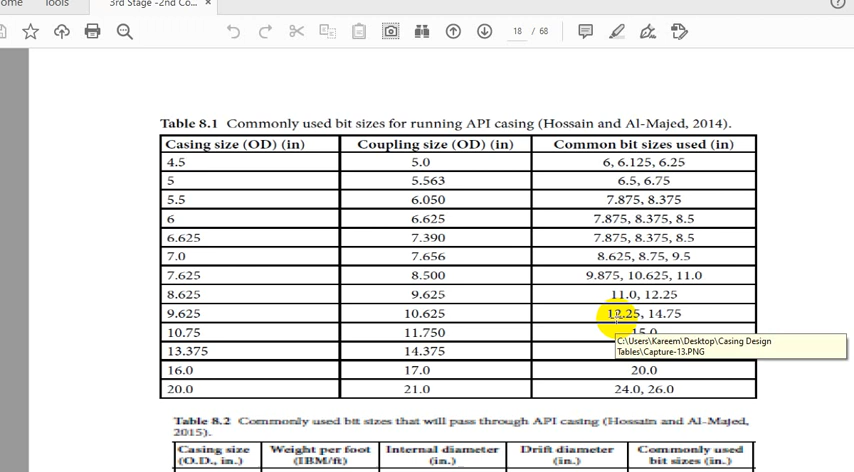 ome Tools 3rd Stage -2nd Co... ×
18 / 68
Table 8.1 Commonly used bit sizes for running API casing (Hossain and Al-Majed, 2014).
Casing size (OD) (in) Coupling size (OD) (in) Common bit sizes used (in)
4.5 5.0 6, 6.125, 6.25
5 5.563 6.5, 6.75
5.5 6.050 7.875, 8.375
6 6.625 7.875, 8.375, 8.5
6.625 7.390 7.875, 8.375, 8.5
7.0 7.656 8.625, 8.75, 9.5
7.625 8.500 9.875, 10.625, 11.0
8.625 9.625 11.0, 12.25
9.625 10.625 12.25, 14.75
10.75 11.750 15.0
13.375 14.375
C:\Users\Kareem\Desktop\Casing Design
Tables\Capture-13.PNG
16.0 17.0 20.0
20.0 21.0 24.0, 26.0
Table 8.2 Commonly used bit sizes that will pass through API casing (Hossain and Al-Majed,
2015).
Casing size Weight per foot Internal diameter Drift diameter Commonly used
(O.D., in.) (IBM/ft) (in.) (in.) bit sizes (in.)